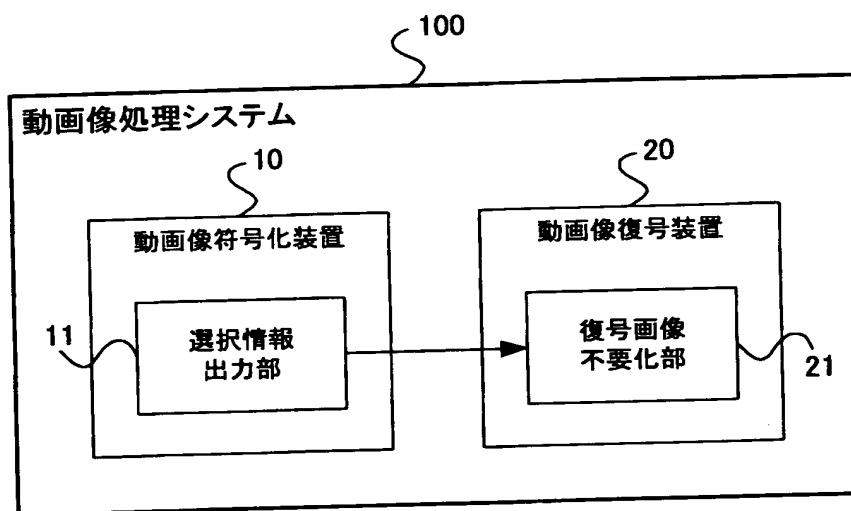 100
動画像処理システム
10
20
動画像符号化装置
動画像復号装置
11
選択情報
出力部
復号画像
不要化部
21